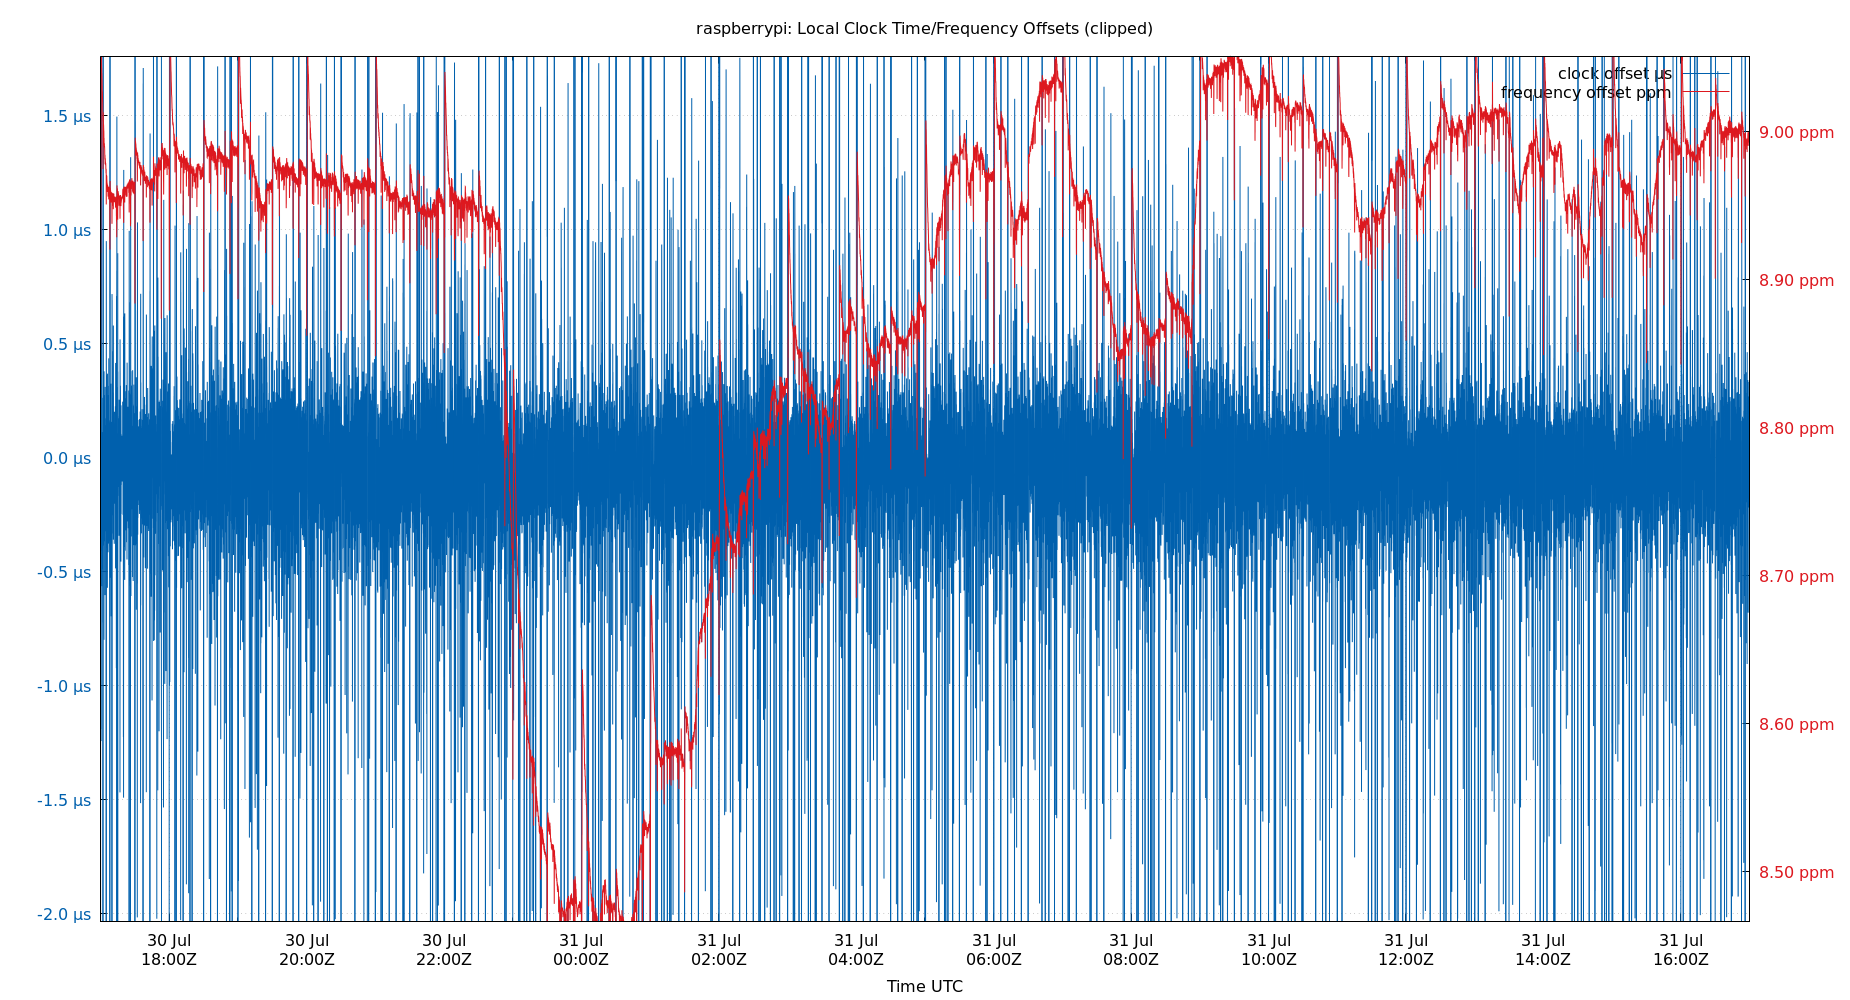 raspberrypi: Local Clock Time/Frequency Offsets (clipped)
clock offset µs
frequency offset ppm
1.5 µs
1.0 µs
0.5 µs
0.0 µs
-0.5 µs
-1.0 µs
-1.5 µs
-2.0 µs
9.00 ppm
8.90 ppm
8.80 ppm
8.70 ppm
8.60 ppm
8.50 ppm
30 Jul 18:00Z
30 Jul 20:00Z
30 Jul 22:00Z
31 Jul 00:00Z
31 Jul 02:00Z
31 Jul 04:00Z
31 Jul 06:00Z
31 Jul 08:00Z
31 Jul 10:00Z
31 Jul 12:00Z
31 Jul 14:00Z
31 Jul 16:00Z
Time UTC